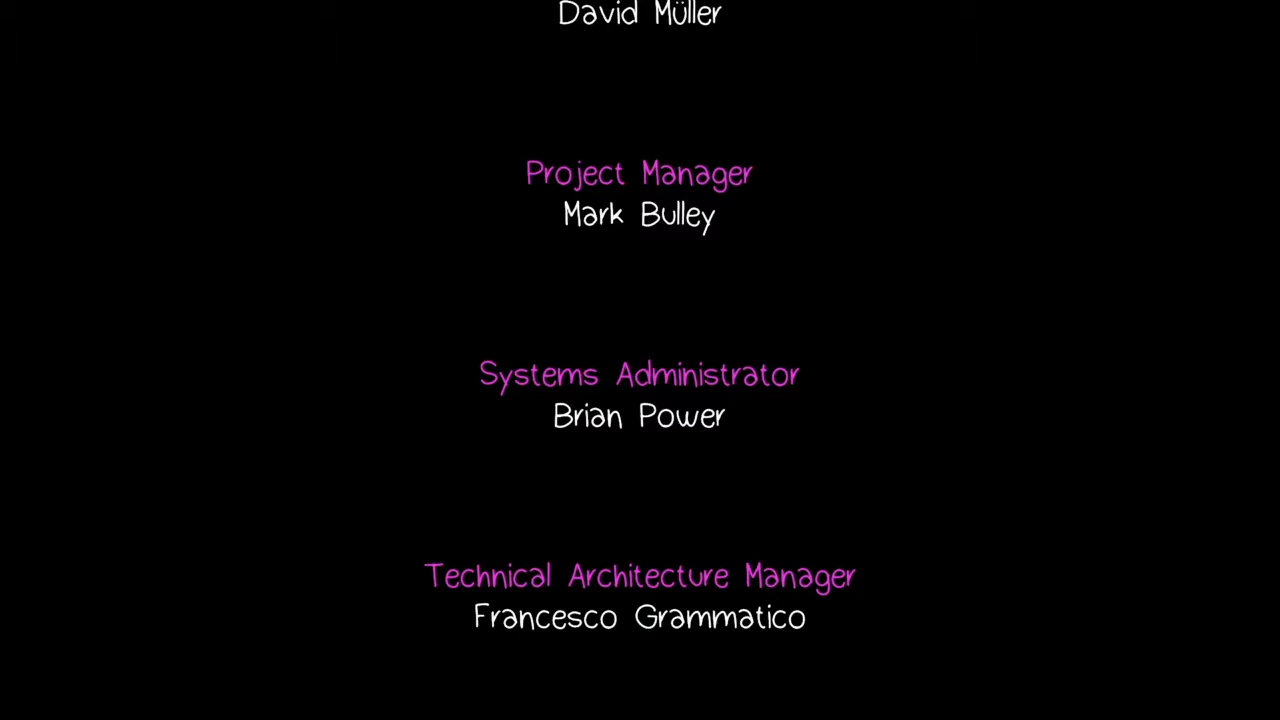 David Müller
Project Manager
Mark Bulley
Systems Administrator
Brian Power
Technical Architecture Manager
Francesco Grammatico